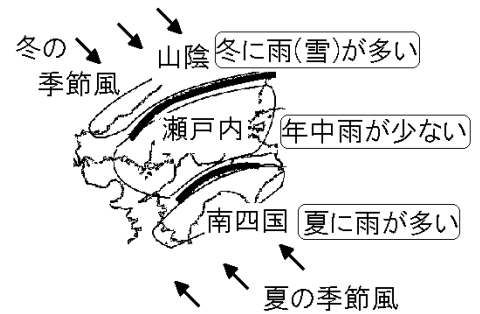 冬の
季節風
山陰
冬に雨(雪)が多い
瀬戸内
年中雨が少ない
南四国
夏に雨が多い
夏の季節風